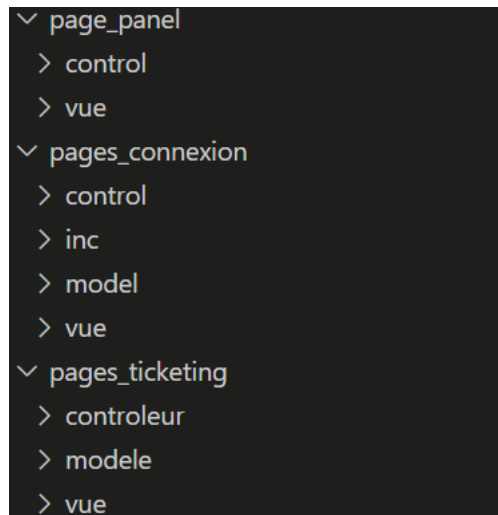 page_panel
control
vue
pages_connexion
control
inc
model
vue
pages_ticketing
controleur
modele
vue